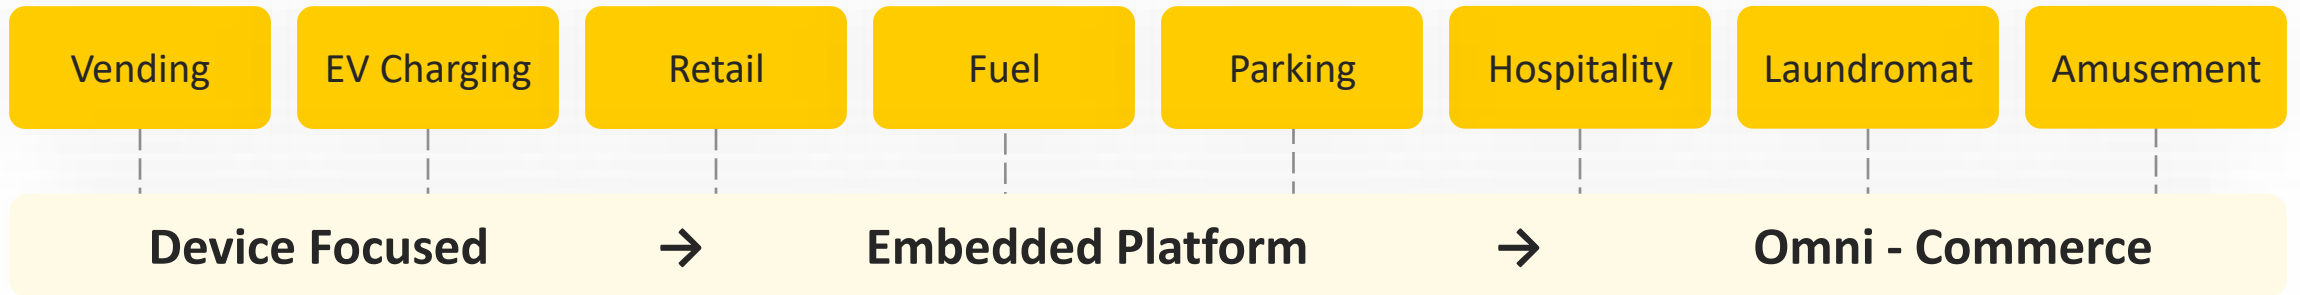 Vending
EV Charging
Retail
Fuel
Parking
Hospitality
Laundromat
Amusement
Device Focused → Embedded Platform → Omni - Commerce